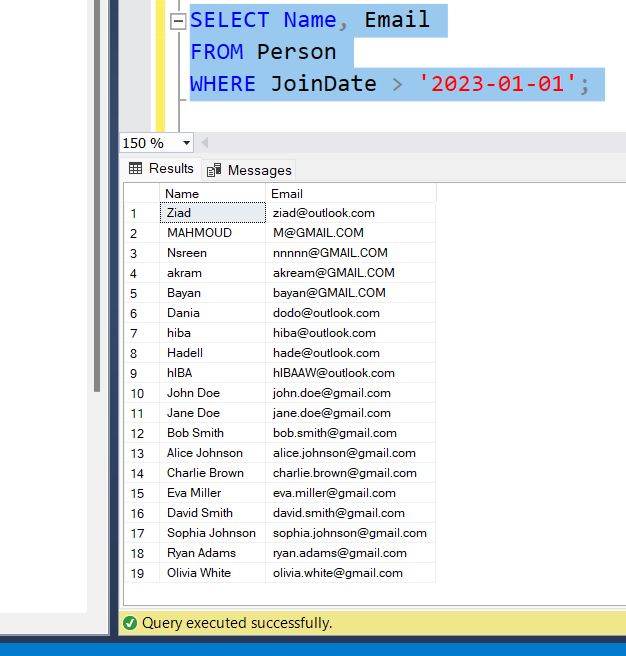 SELECT Name, Email
FROM Person
WHERE JoinDate > '2023-01-01';
150 %
Results Messages
Name Email
1 Ziad ziad@outlook.com
2 MAHMOUD M@GMAIL.COM
3 Nsreen nnnnn@GMAIL.COM
4 akram akream@GMAIL.COM
5 Bayan bayan@GMAIL.COM
6 Dania dodo@outlook.com
7 hiba hiba@outlook.com
8 Hadell hade@outlook.com
9 hIBA hIBAAW@outlook.com
10 John Doe john.doe@gmail.com
11 Jane Doe jane.doe@gmail.com
12 Bob Smith bob.smith@gmail.com
13 Alice Johnson alice.johnson@gmail.com
14 Charlie Brown charlie.brown@gmail.com
15 Eva Miller eva.miller@gmail.com
16 David Smith david.smith@gmail.com
17 Sophia Johnson sophia.johnson@gmail.com
18 Ryan Adams ryan.adams@gmail.com
19 Olivia White olivia.white@gmail.com
Query executed successfully.